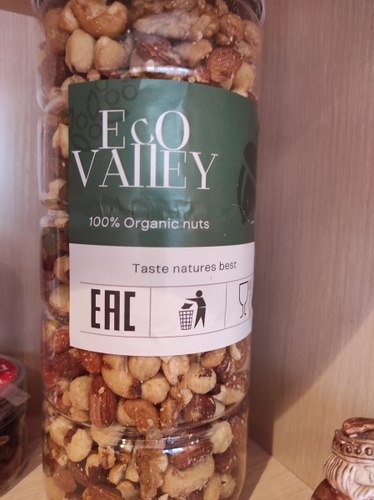 ECO
VALLEY
100% Organic nuts
Taste natures best
EAC